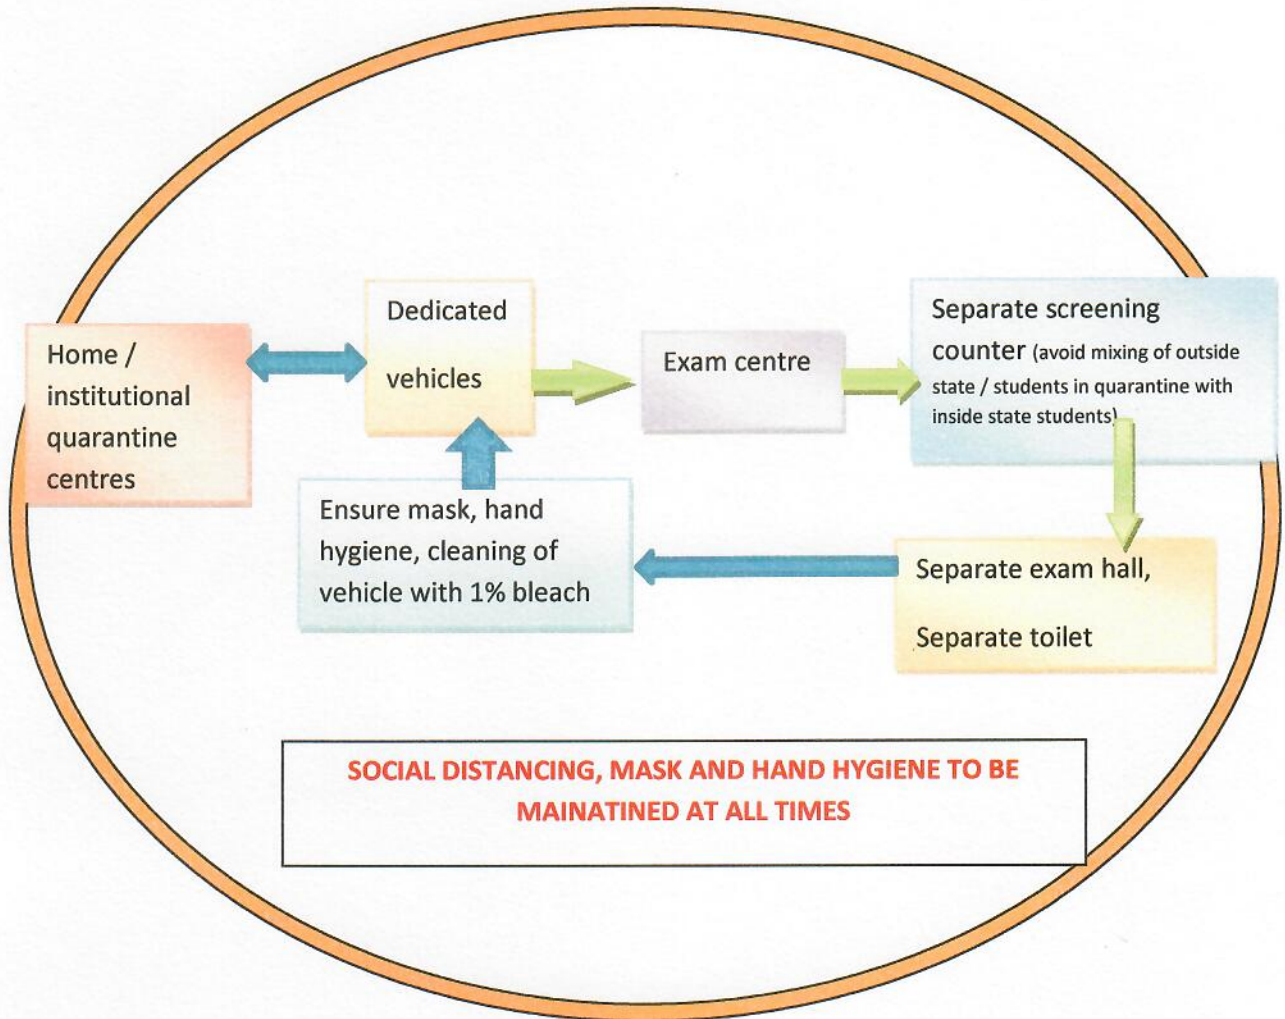 Home /
institutional
quarantine
centres
Dedicated
vehicles
Exam centre
Separate screening
counter (avoid mixing of outside
state / students in quarantine with
inside state students)
Ensure mask, hand
hygiene, cleaning of
vehicle with 1% bleach
Separate exam hall,
Separate toilet
SOCIAL DISTANCING, MASK AND HAND HYGIENE TO BE
MAINATINED AT ALL TIMES